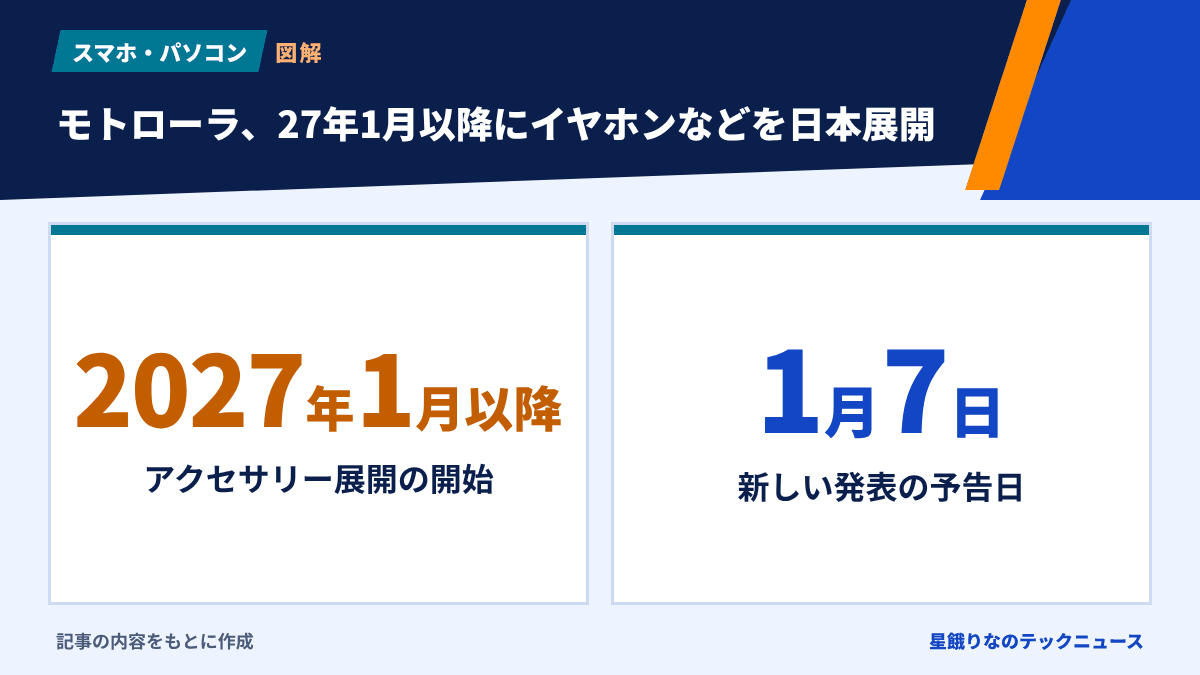 スマホ・パソコン 図解
モトローラ、27年1月以降にイヤホンなどを日本展開
2027年1月以降
アクセサリー展開の開始
1月7日
新しい発表の予告日
記事の内容をもとに作成
星餓りなのテックニュース